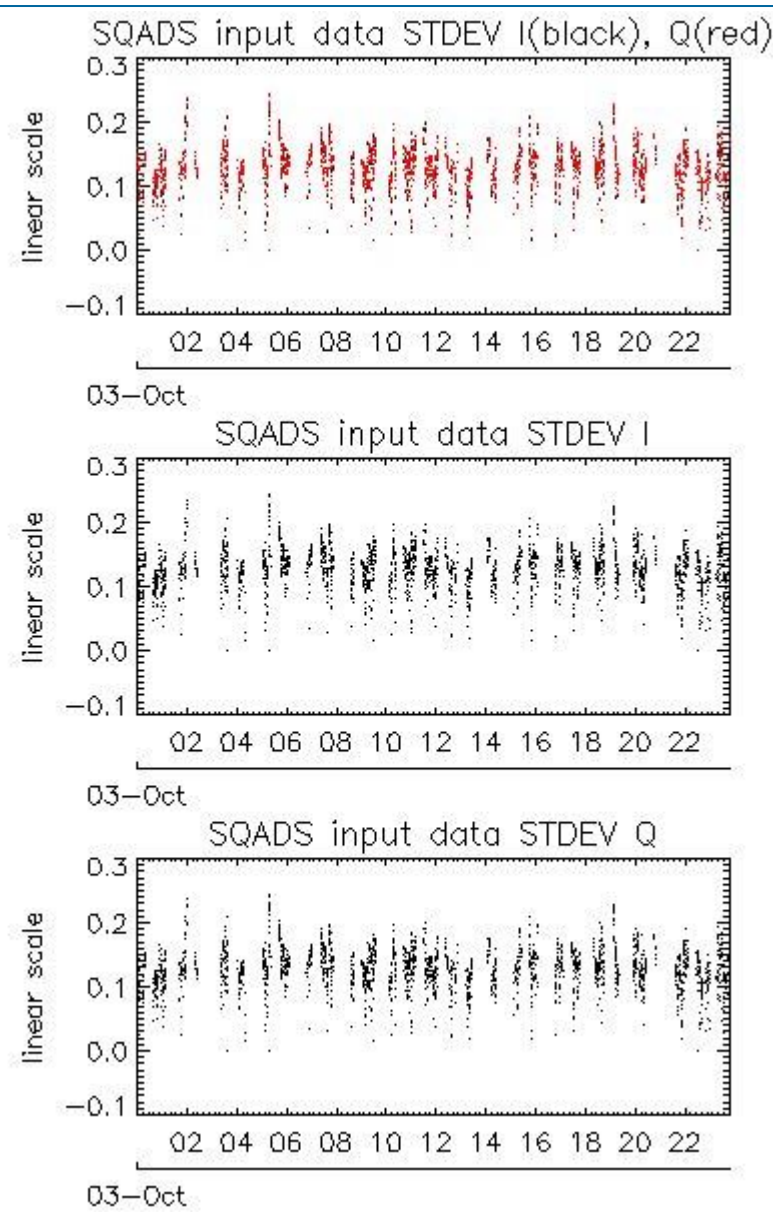 SQADS input data STDEV I(black), Q(red)
0.3
0.2
0.1
0.0
−0.1
linear scale
02 04 06 08 10 12 14 16 18 20 22
03−Oct
SQADS input data STDEV I
0.3
0.2
0.1
0.0
−0.1
linear scale
02 04 06 08 10 12 14 16 18 20 22
03−Oct
SQADS input data STDEV Q
0.3
0.2
0.1
0.0
−0.1
linear scale
02 04 06 08 10 12 14 16 18 20 22
03−Oct